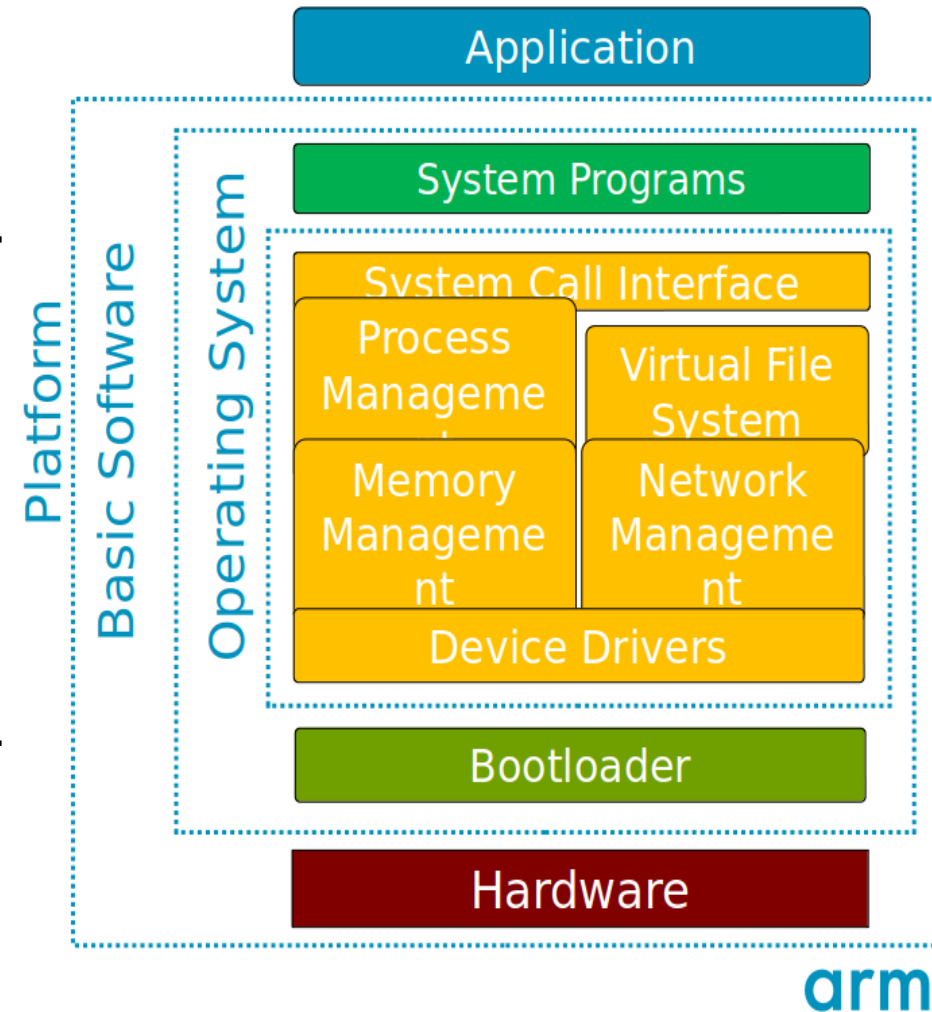 Application
Platform
Basic Software
Operating System
System Programs
System Call Interface
Process
Manageme
Virtual File
System
Memory
Manageme
nt
Network
Manageme
nt
Device Drivers
Bootloader
Hardware
arm